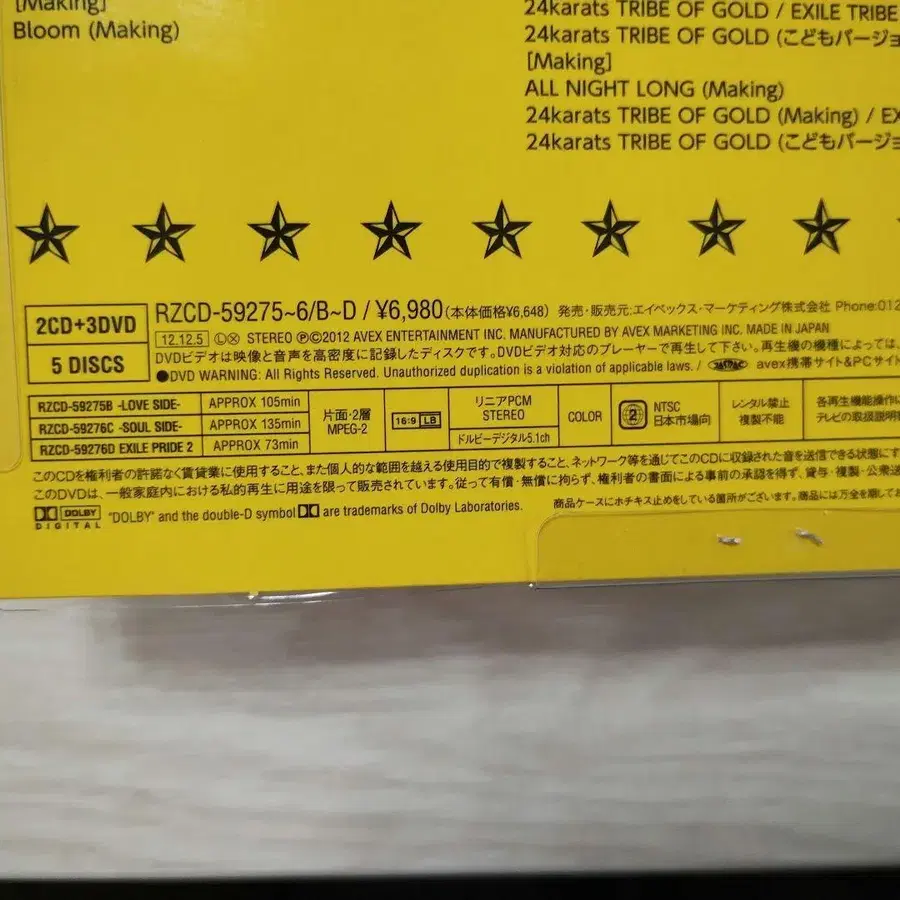 [Making]
Bloom (Making)
24karats TRIBE OF GOLD / EXILE TRIBE
24karats TRIBE OF GOLD (こどもバージョ
[Making]
ALL NIGHT LONG (Making)
24karats TRIBE OF GOLD (Making) / EX
24karats TRIBE OF GOLD (こどもバージョ
2CD+3DVD
5 DISCS
RZCD-59275~6/B~D / ¥6,980(本体価格¥6,648) 発売・販売元:エイベックス・マーケティング株式会社 Phone:012
12.12.5 ⓁⓍ STEREO ⓅⒸ2012 AVEX ENTERTAINMENT INC. MANUFACTURED BY AVEX MARKETING INC. MADE IN JAPAN
DVDビデオは映像と音声を高密度に記録したディスクです。DVDビデオ対応のプレーヤーで再生して下さい。再生機の機種によっては、
●DVD WARNING: All Rights Reserved. Unauthorized duplication is a violation of applicable laws. / avex携帯サイト&PCサイト
RZCD-59275B -LOVE SIDE- APPROX 105min
RZCD-59276C -SOUL SIDE- APPROX 135min
RZCD-59276D EXILE PRIDE 2 APPROX 73min
片面・2層
MPEG-2
16:9 LB
リニアPCM
STEREO
ドルビーデジタル5.1ch
COLOR
2
NTSC
日本市場向
レンタル禁止
複製不能
各再生機能操作に
テレビの取扱説明
このCDを権利者の許諾なく賃貸業に使用すること、また個人的な範囲を越える使用目的で複製すること、ネットワーク等を通じてこのCDに収録された音を送信できる状態にす
このDVDは、一般家庭内における私的再生に用途を限って販売されています。従って有償・無償に拘らず、権利者の書面による事前の承認を得ず、貸与・複製・公衆送
DOLBY
DIGITAL
"DOLBY" and the double-D symbol are trademarks of Dolby Laboratories.
商品ケースにホチキス止めをしている箇所がございます。商品には万全を期してお